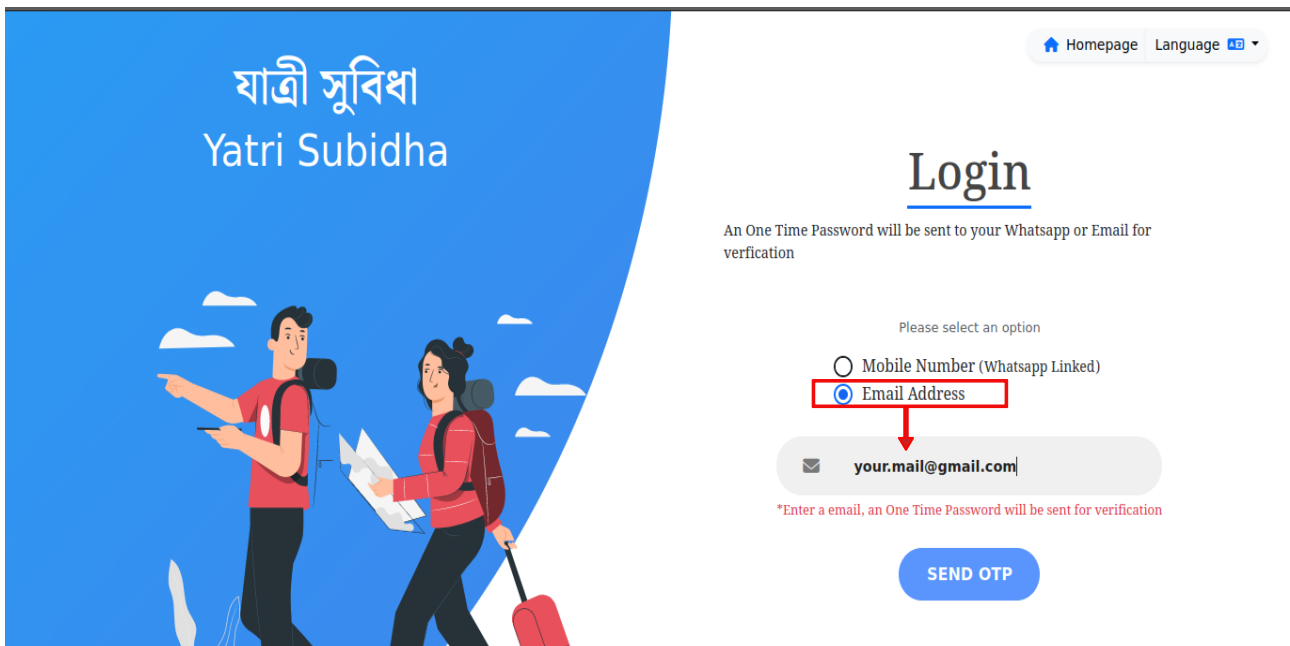 যাত্রী সুবিধা
Yatri Subidha
Homepage Language
Login
An One Time Password will be sent to your Whatsapp or Email for
verfication
Please select an option
Mobile Number (Whatsapp Linked)
Email Address
your.mail@gmail.com
*Enter a email, an One Time Password will be sent for verification
SEND OTP